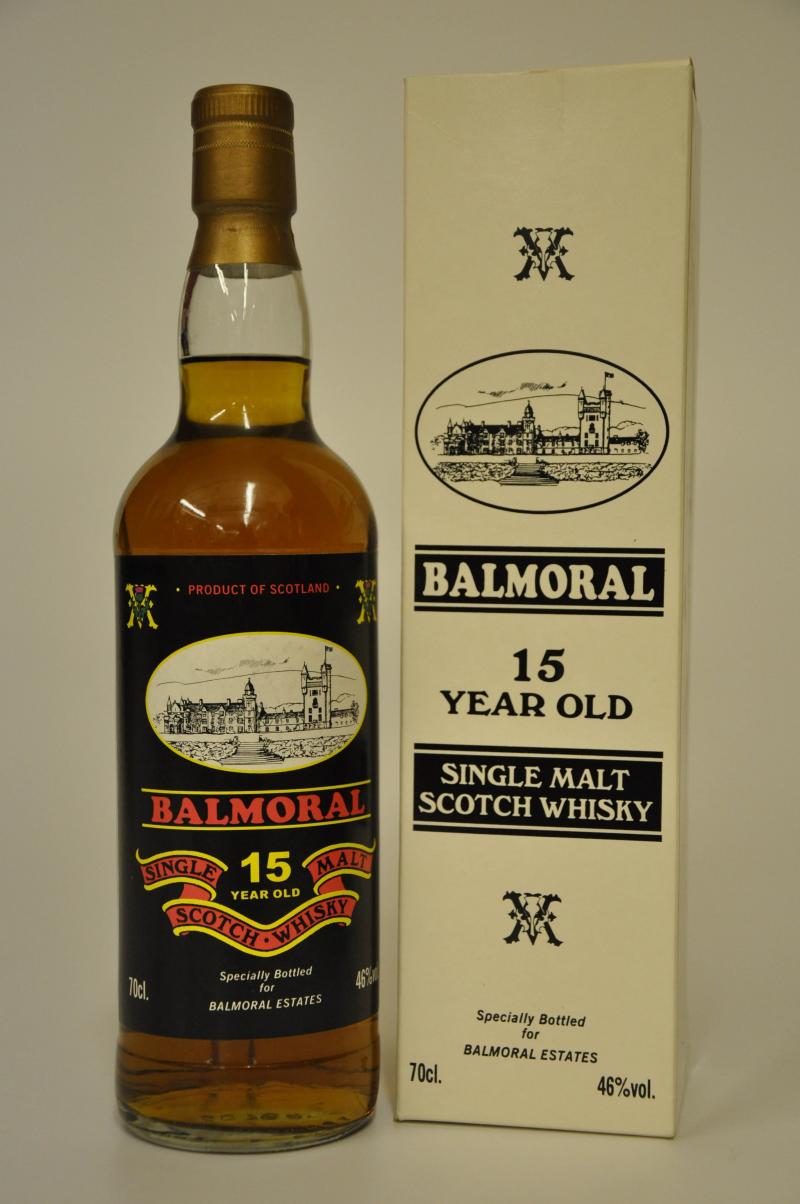 · PRODUCT OF SCOTLAND ·
BALMORAL
SINGLE 15 MALT
YEAR OLD
SCOTCH · WHISKY
Specially Bottled
for
BALMORAL ESTATES
70cl.
46%vol.
BALMORAL
15
YEAR OLD
SINGLE MALT
SCOTCH WHISKY
Specially Bottled
for
BALMORAL ESTATES
70cl.
46%vol.